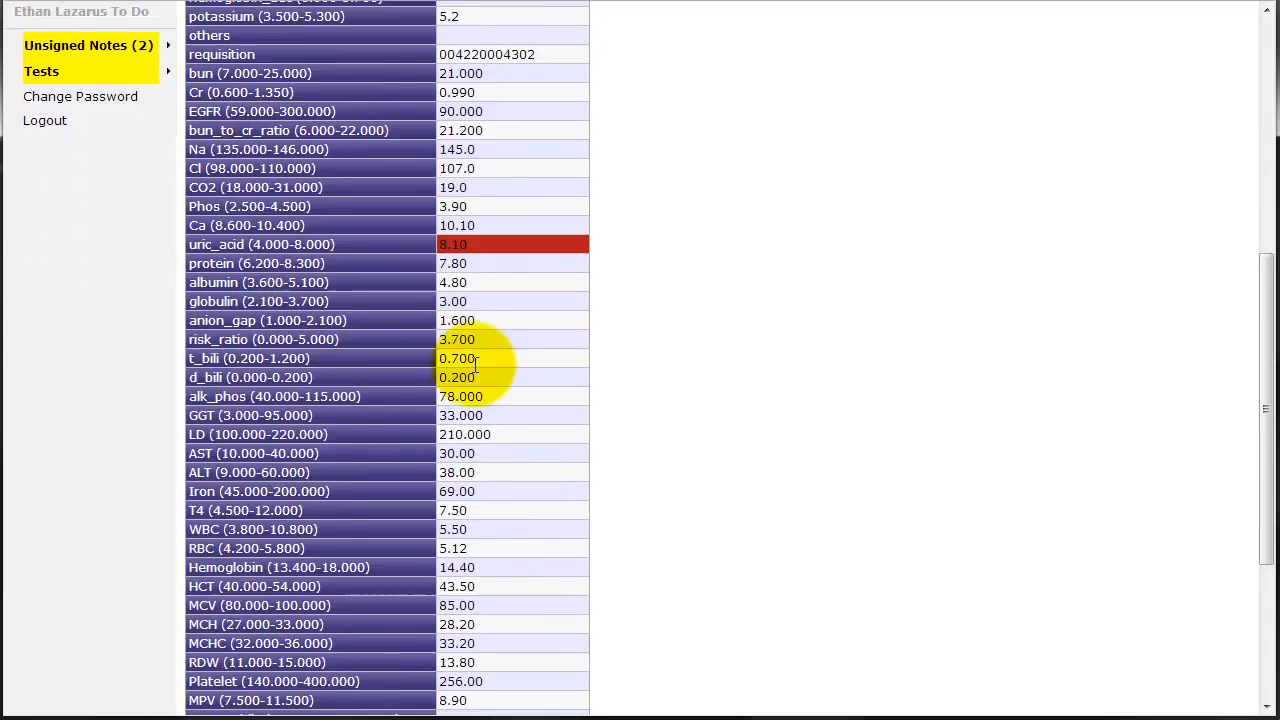 Ethan Lazarus To Do
Unsigned Notes (2)
Tests
Change Password
Logout
potassium (3.500-5.300) 5.2
others
requisition 004220004302
bun (7.000-25.000) 21.000
Cr (0.600-1.350) 0.990
EGFR (59.000-300.000) 90.000
bun_to_cr_ratio (6.000-22.000) 21.200
Na (135.000-146.000) 145.0
Cl (98.000-110.000) 107.0
CO2 (18.000-31.000) 19.0
Phos (2.500-4.500) 3.90
Ca (8.600-10.400) 10.10
uric_acid (4.000-8.000) 8.10
protein (6.200-8.300) 7.80
albumin (3.600-5.100) 4.80
globulin (2.100-3.700) 3.00
anion_gap (1.000-2.100) 1.600
risk_ratio (0.000-5.000) 3.700
t_bili (0.200-1.200) 0.700
d_bili (0.000-0.200) 0.200
alk_phos (40.000-115.000) 78.000
GGT (3.000-95.000) 33.000
LD (100.000-220.000) 210.000
AST (10.000-40.000) 30.00
ALT (9.000-60.000) 38.00
Iron (45.000-200.000) 69.00
T4 (4.500-12.000) 7.50
WBC (3.800-10.800) 5.50
RBC (4.200-5.800) 5.12
Hemoglobin (13.400-18.000) 14.40
HCT (40.000-54.000) 43.50
MCV (80.000-100.000) 85.00
MCH (27.000-33.000) 28.20
MCHC (32.000-36.000) 33.20
RDW (11.000-15.000) 13.80
Platelet (140.000-400.000) 256.00
MPV (7.500-11.500) 8.90